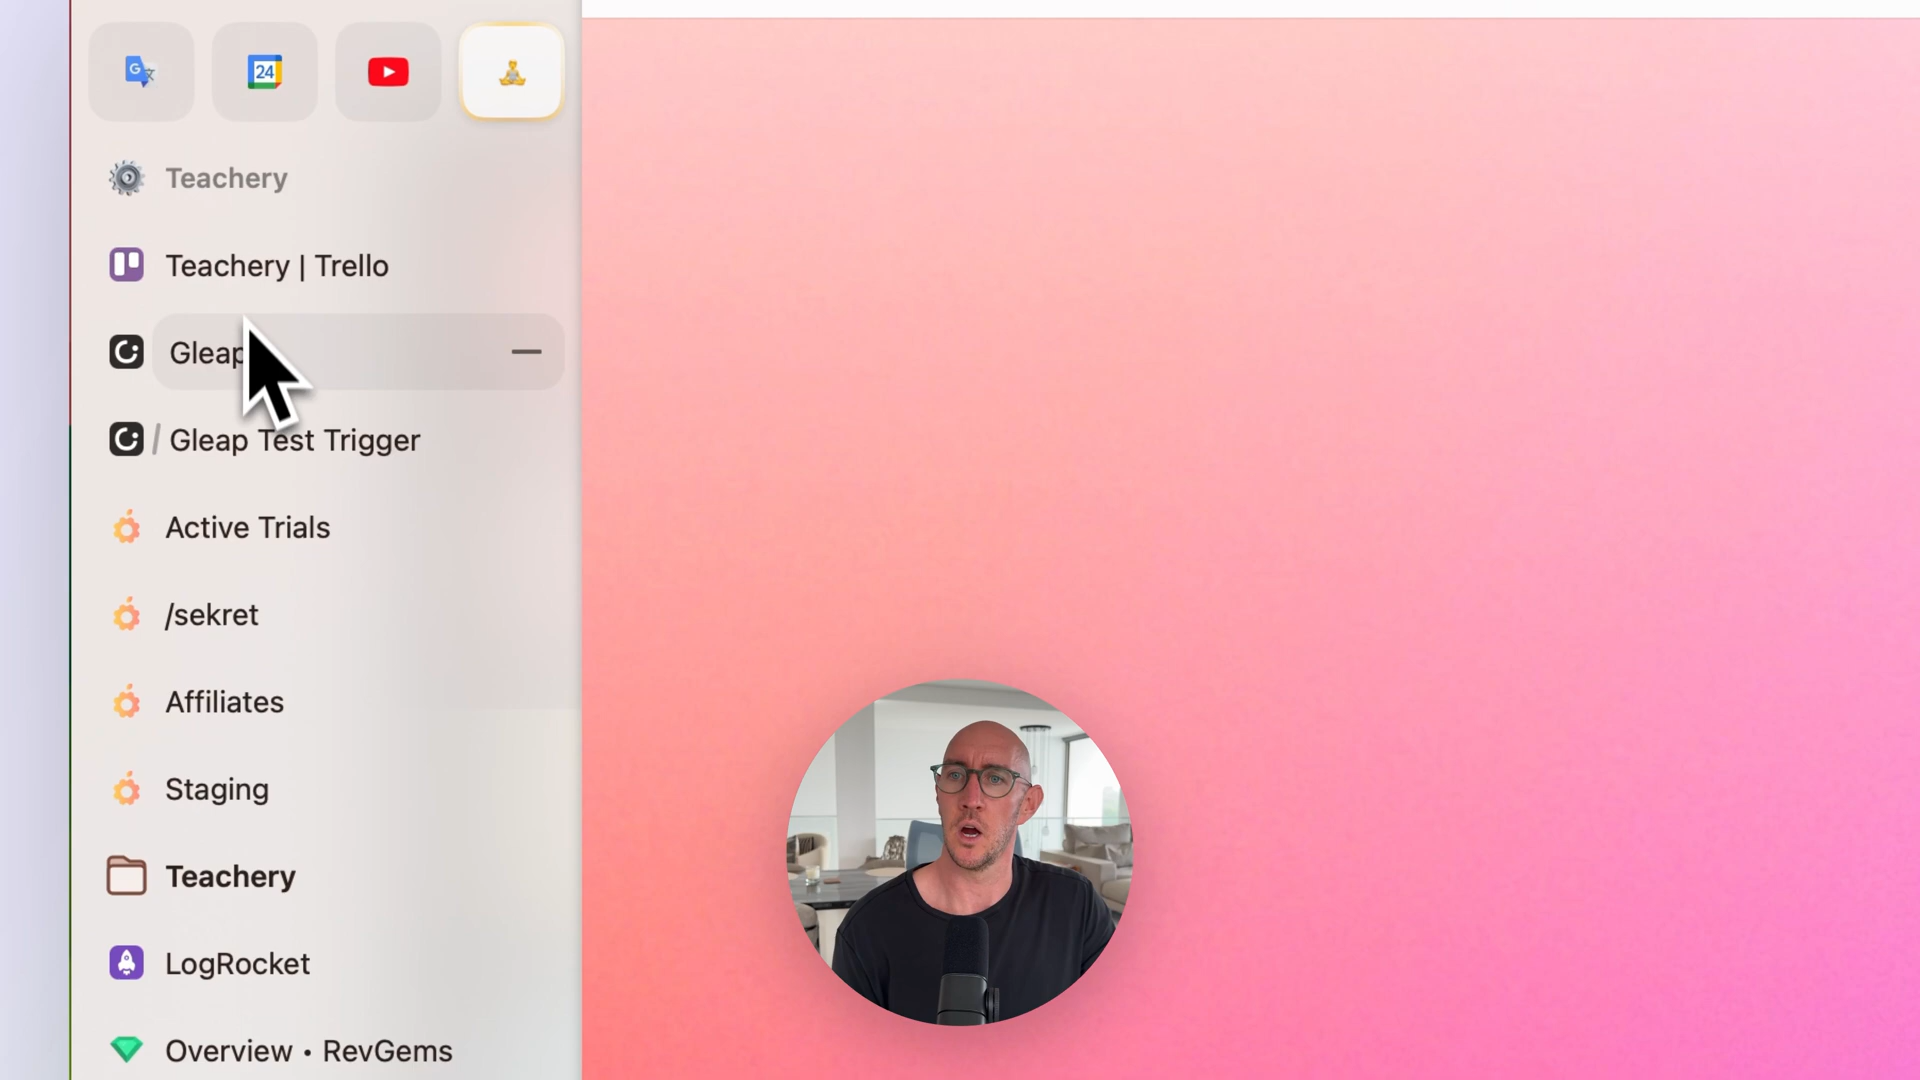 G
24
Teachery
Teachery | Trello
Gleap
/ Gleap Test Trigger
Active Trials
/sekret
Affiliates
Staging
Teachery
LogRocket
Overview • RevGems